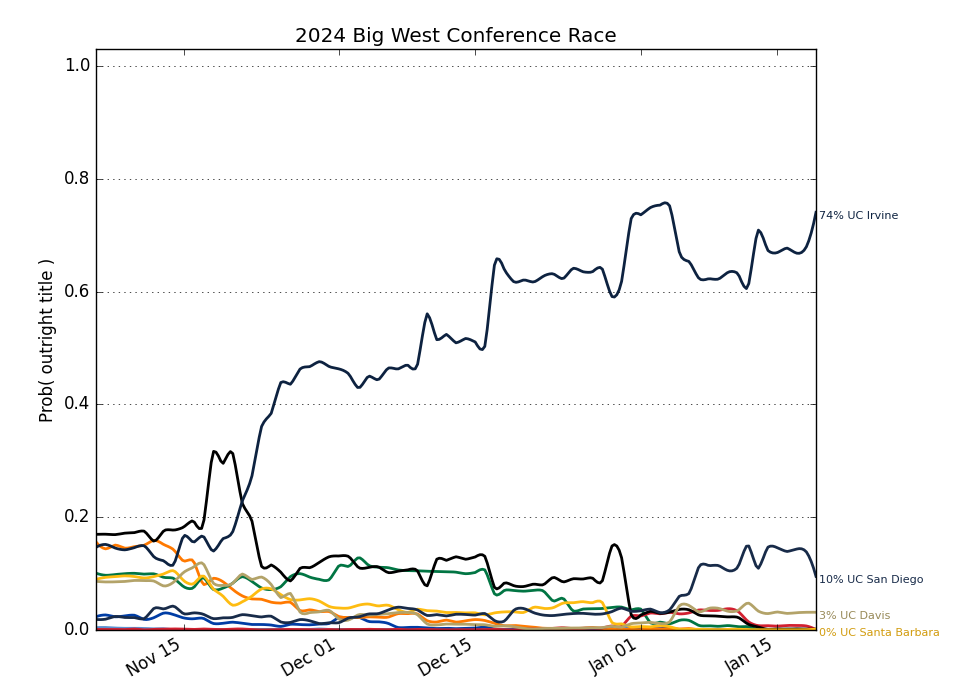 2024 Big West Conference Race
Prob( outright title )
1.0
0.8
0.6
0.4
0.2
0.0
Nov 15
Dec 01
Dec 15
Jan 01
Jan 15
74% UC Irvine
10% UC San Diego
3% UC Davis
0% UC Santa Barbara